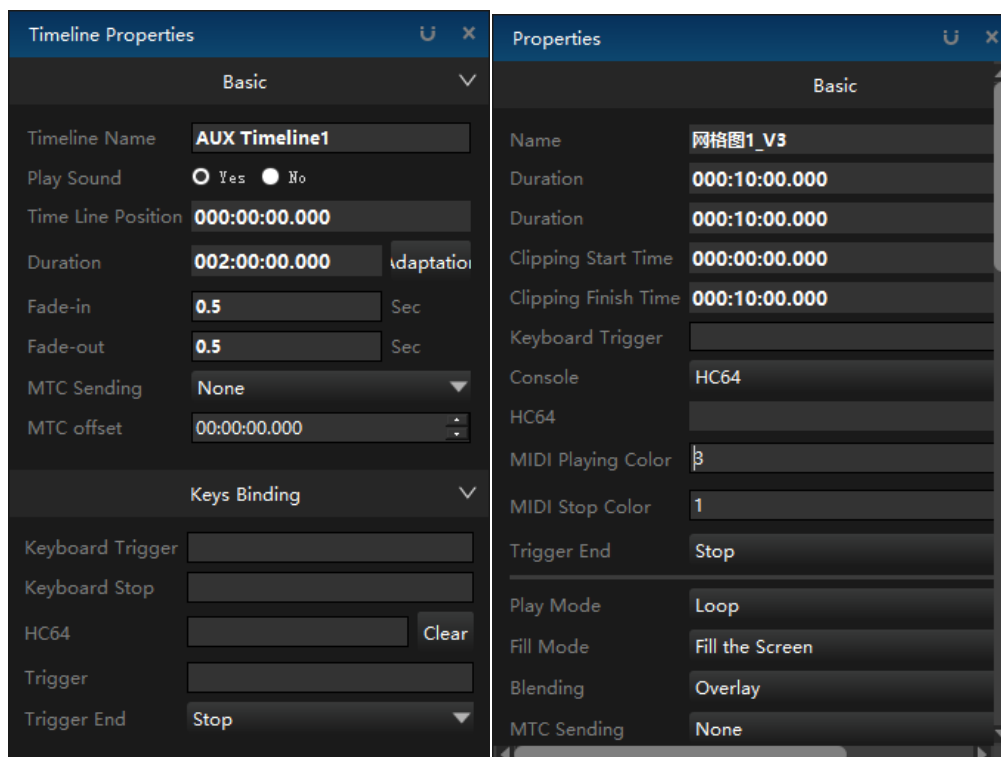 Timeline Properties
Basic
Timeline Name AUX Timeline1
Play Sound Yes No
Time Line Position 000:00:00.000
Duration 002:00:00.000 Adaptation
Fade-in 0.5 Sec
Fade-out 0.5 Sec
MTC Sending None
MTC offset 00:00:00.000
Keys Binding
Keyboard Trigger
Keyboard Stop
HC64 Clear
Trigger
Trigger End Stop
Properties
Basic
Name 网格图1_V3
Duration 000:10:00.000
Duration 000:10:00.000
Clipping Start Time 000:00:00.000
Clipping Finish Time 000:10:00.000
Keyboard Trigger
Console HC64
HC64
MIDI Playing Color 3
MIDI Stop Color 1
Trigger End Stop
Play Mode Loop
Fill Mode Fill the Screen
Blending Overlay
MTC Sending None